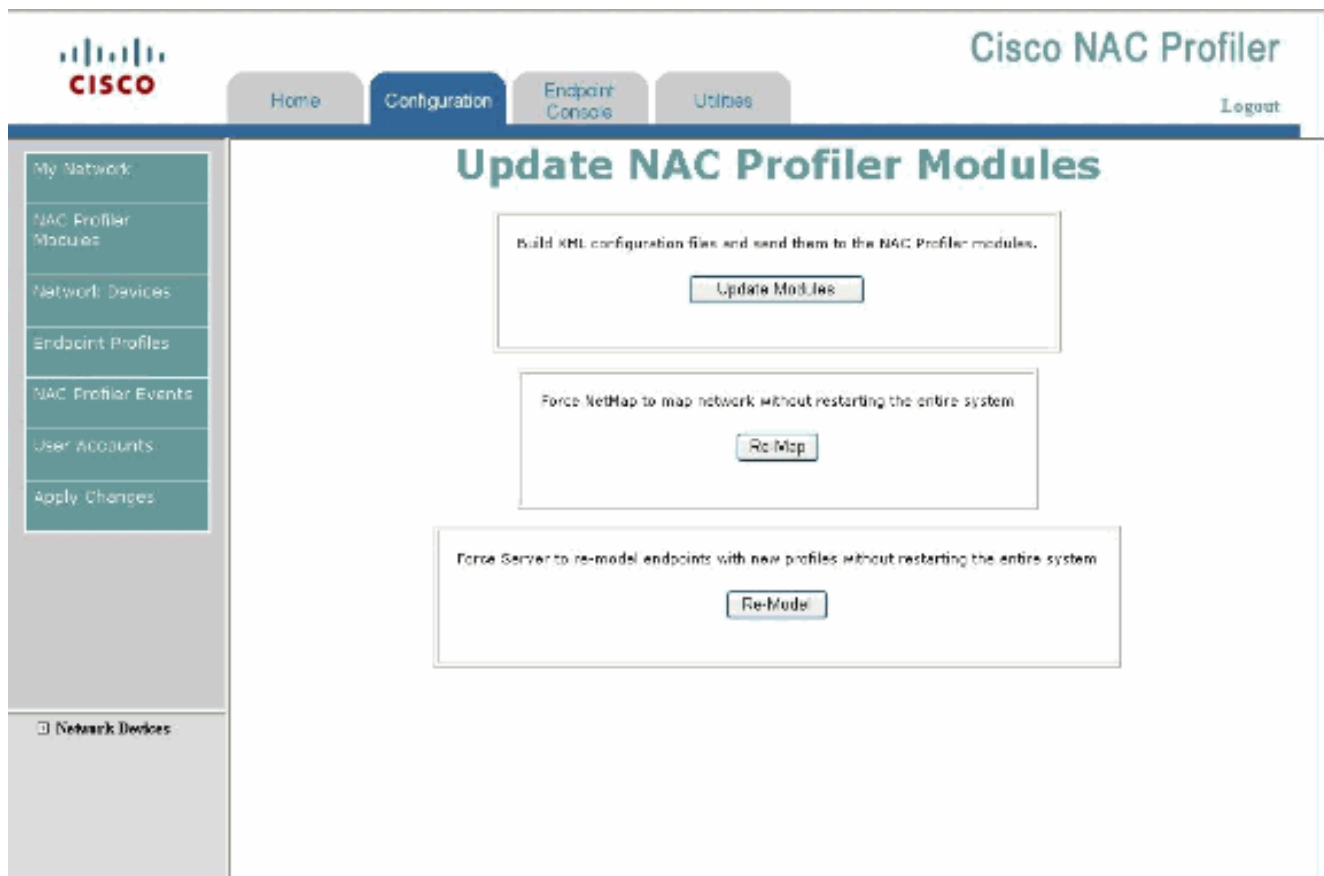 Cisco NAC Profiler
CISCO
Home
Configuration
Endpoint
Console
Utilities
Logout
My Network
NAC Profiler
Modules
Network Devices
Endpoint Profiles
NAC Profiler Events
User Accounts
Apply Changes
Network Devices
Update NAC Profiler Modules
Build XML configuration files and send them to the NAC Profiler modules.
Update Modules
Force NetMap to map network without restarting the entire system
Re-Map
Force Server to re-model endpoints with new profiles without restarting the entire system
Re-Model